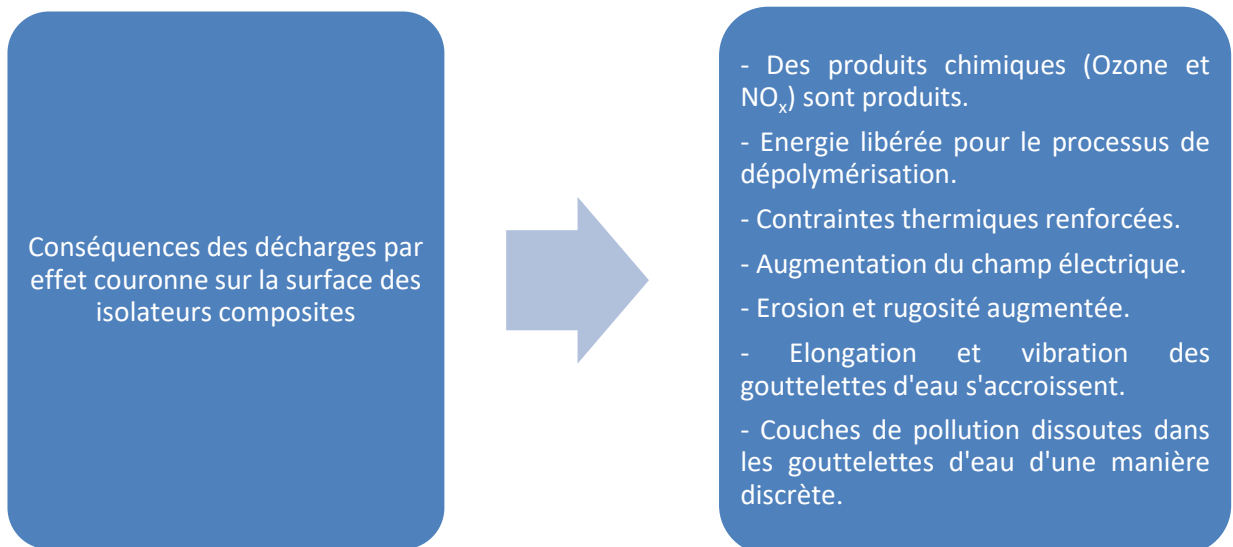 Conséquences des décharges par
effet couronne sur la surface des
isolateurs composites
- Des produits chimiques (Ozone et
NOx) sont produits.
- Energie libérée pour le processus de
dépolymérisation.
- Contraintes thermiques renforcées.
- Augmentation du champ électrique.
- Erosion et rugosité augmentée.
- Elongation et vibration des
gouttelettes d'eau s'accroissent.
- Couches de pollution dissoutes dans
les gouttelettes d'eau d'une manière
discrète.